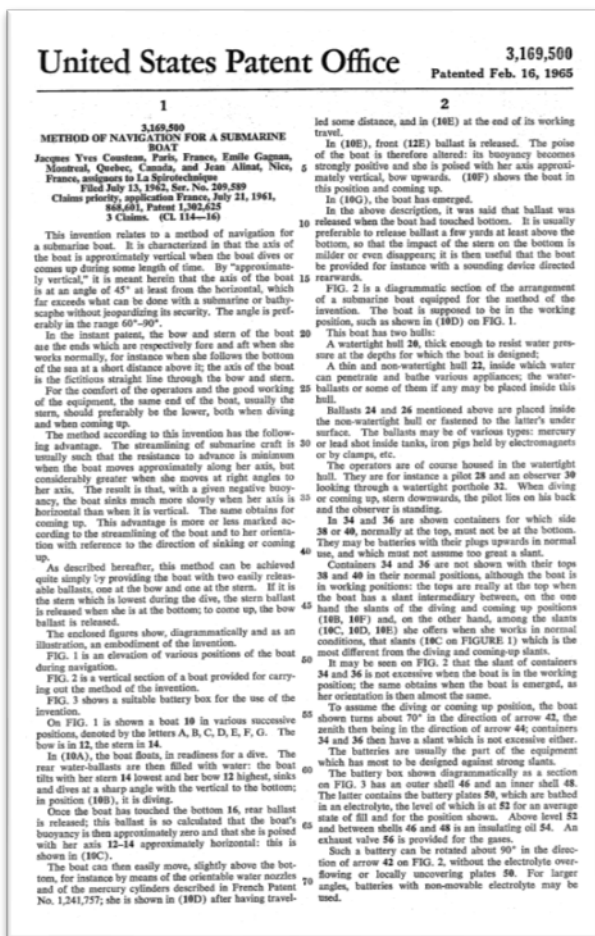 United States Patent Office
3,169,500
Patented Feb. 16, 1965
1
3,169,500
METHOD OF NAVIGATION FOR A SUBMARINE
BOAT
Jacques Yves Cousteau, Paris, France, Emile Gagnan,
Montreal, Quebec, Canada, and Jean Alinat, Nice,
France, assignors to La Spirotechnique
Filed July 13, 1962, Ser. No. 209,589
Claims priority, application France, July 21, 1961,
868,601, Patent 1,302,625
3 Claims. (Cl. 114—16)
This invention relates to a method of navigation for
a submarine boat. It is characterized in that the axis of
the boat is approximately vertical when the boat dives or
comes up during some length of time. By "approximate-
ly vertical," it is meant herein that the axis of the boat
is at an angle of 45° at least from the horizontal, which
far exceeds what can be done with a submarine or bathy-
scaphe without jeopardizing its security. The angle is pref-
erably in the range 60°-90°.
In the instant patent, the bow and stern of the boat
are the ends which are respectively fore and aft when she
works normally, for instance when she follows the bottom
of the sea at a short distance above it; the axis of the boat
is the fictitious straight line through the bow and stern.
For the comfort of the operators and the good working
of the equipment, the same end of the boat, usually the
stern, should preferably be the lower, both when diving
and when coming up.
The method according to this invention has the follow-
ing advantage. The streamlining of submarine craft is
usually such that the resistance to advance is minimum
when the boat moves approximately along her axis, but
considerably greater when she moves at right angles to
her axis. The result is that, with a given negative buoy-
ancy, the boat sinks much more slowly when her axis is
horizontal than when it is vertical. The same obtains for
coming up. This advantage is more or less marked ac-
cording to the streamlining of the boat and to her orienta-
tion with reference to the direction of sinking or coming
up.
As described hereafter, this method can be achieved
quite simply by providing the boat with two easily releas-
able ballasts, one at the bow and one at the stern. If it is
the stern which is lowest during the dive, the stern ballast
is released when she is at the bottom; to come up, the bow
ballast is released.
The enclosed figures show, diagrammatically and as an
illustration, an embodiment of the invention.
FIG. 1 is an elevation of various positions of the boat
during navigation.
FIG. 2 is a vertical section of a boat provided for carry-
ing out the method of the invention.
FIG. 3 shows a suitable battery box for the use of the
invention.
On FIG. 1 is shown a boat 10 in various successive
positions, denoted by the letters A, B, C, D, E, F, G. The
bow is in 12, the stern in 14.
In (10A), the boat floats, in readiness for a dive. The
rear water-ballasts are then filled with water: the boat
tilts with her stern 14 lowest and her bow 12 highest, sinks
and dives at a sharp angle with the vertical to the bottom;
in position (10B), it is diving.
Once the boat has touched the bottom 16, rear ballast
is released; this ballast is so calculated that the boat's
buoyancy is then approximately zero and that she is poised
with her axis 12-14 approximately horizontal: this is
shown in (10C).
The boat can then easily move, slightly above the bot-
tom, for instance by means of the orientable water nozzles
and of the mercury cylinders described in French Patent
No. 1,241,757; she is shown in (10D) after having travel-
2
led some distance, and in (10E) at the end of its working
travel.
In (10E), front (12E) ballast is released. The poise
of the boat is therefore altered: its buoyancy becomes
5 strongly positive and she is poised with her axis approxi-
mately vertical, bow upwards. (10F) shows the boat in
this position and coming up.
In (10G), the boat has emerged.
In the above description, it was said that ballast was
10 released when the boat had touched bottom. It is usually
preferable to release ballast a few yards at least above the
bottom, so that the impact of the stern on the bottom is
milder or even disappears; it is then useful that the boat
be provided for instance with a sounding device directed
15 rearwards.
FIG. 2 is a diagrammatic section of the arrangement
of a submarine boat equipped for the method of the
invention. The boat is supposed to be in the working
position, such as shown in (10D) on FIG. 1.
20 This boat has two hulls:
A watertight hull 20, thick enough to resist water pres-
sure at the depths for which the boat is designed;
A thin and non-watertight hull 22, inside which water
can penetrate and bathe various appliances; the water-
25 ballasts or some of them if any may be placed inside this
hull.
Ballasts 24 and 26 mentioned above are placed inside
the non-watertight hull or fastened to the latter's under
surface. The ballasts may be of various types: mercury
30 or lead shot inside tanks, iron pigs held by electromagnets
or by clamps, etc.
The operators are of course housed in the watertight
hull. They are for instance a pilot 28 and an observer 30
looking through a watertight porthole 32. When diving
35 or coming up, stern downwards, the pilot lies on his back
and the observer is standing.
In 34 and 36 are shown containers for which side
38 or 40, normally at the top, must not be at the bottom.
They may be batteries with their plugs upwards in normal
40 use, and which must not assume too great a slant.
Containers 34 and 36 are not shown with their tops
38 and 40 in their normal positions, although the boat is
in working positions: the tops are really at the top when
the boat has a slant intermediary between, on the one
45 hand the slants of the diving and coming up positions
(10B, 10F) and, on the other hand, among the slants
(10C, 10D, 10E) she offers when she works in normal
conditions, that slants (10C on FIGURE 1) which is the
most different from the diving and coming-up slants.
50 It may be seen on FIG. 2 that the slant of containers
34 and 36 is not excessive when the boat is in the working
position; the same obtains when the boat is emerged, as
her orientation is then almost the same.
To assume the diving or coming up position, the boat
55 shown turns about 70° in the direction of arrow 42, the
zenith then being in the direction of arrow 44; containers
34 and 36 then have a slant which is not excessive either.
The batteries are usually the part of the equipment
which has most to be designed against strong slants.
60 The battery box shown diagrammatically as a section
on FIG. 3 has an outer shell 46 and an inner shell 48.
The latter contains the battery plates 50, which are bathed
in an electrolyte, the level of which is at 52 for an average
state of fill and for the position shown. Above level 52
65 and between shells 46 and 48 is an insulating oil 54. An
exhaust valve 56 is provided for the gases.
Such a battery can be rotated about 90° in the direc-
tion of arrow 42 on FIG. 2, without the electrolyte over-
flowing or locally uncovering plates 50. For larger
70 angles, batteries with non-movable electrolyte may be
used.